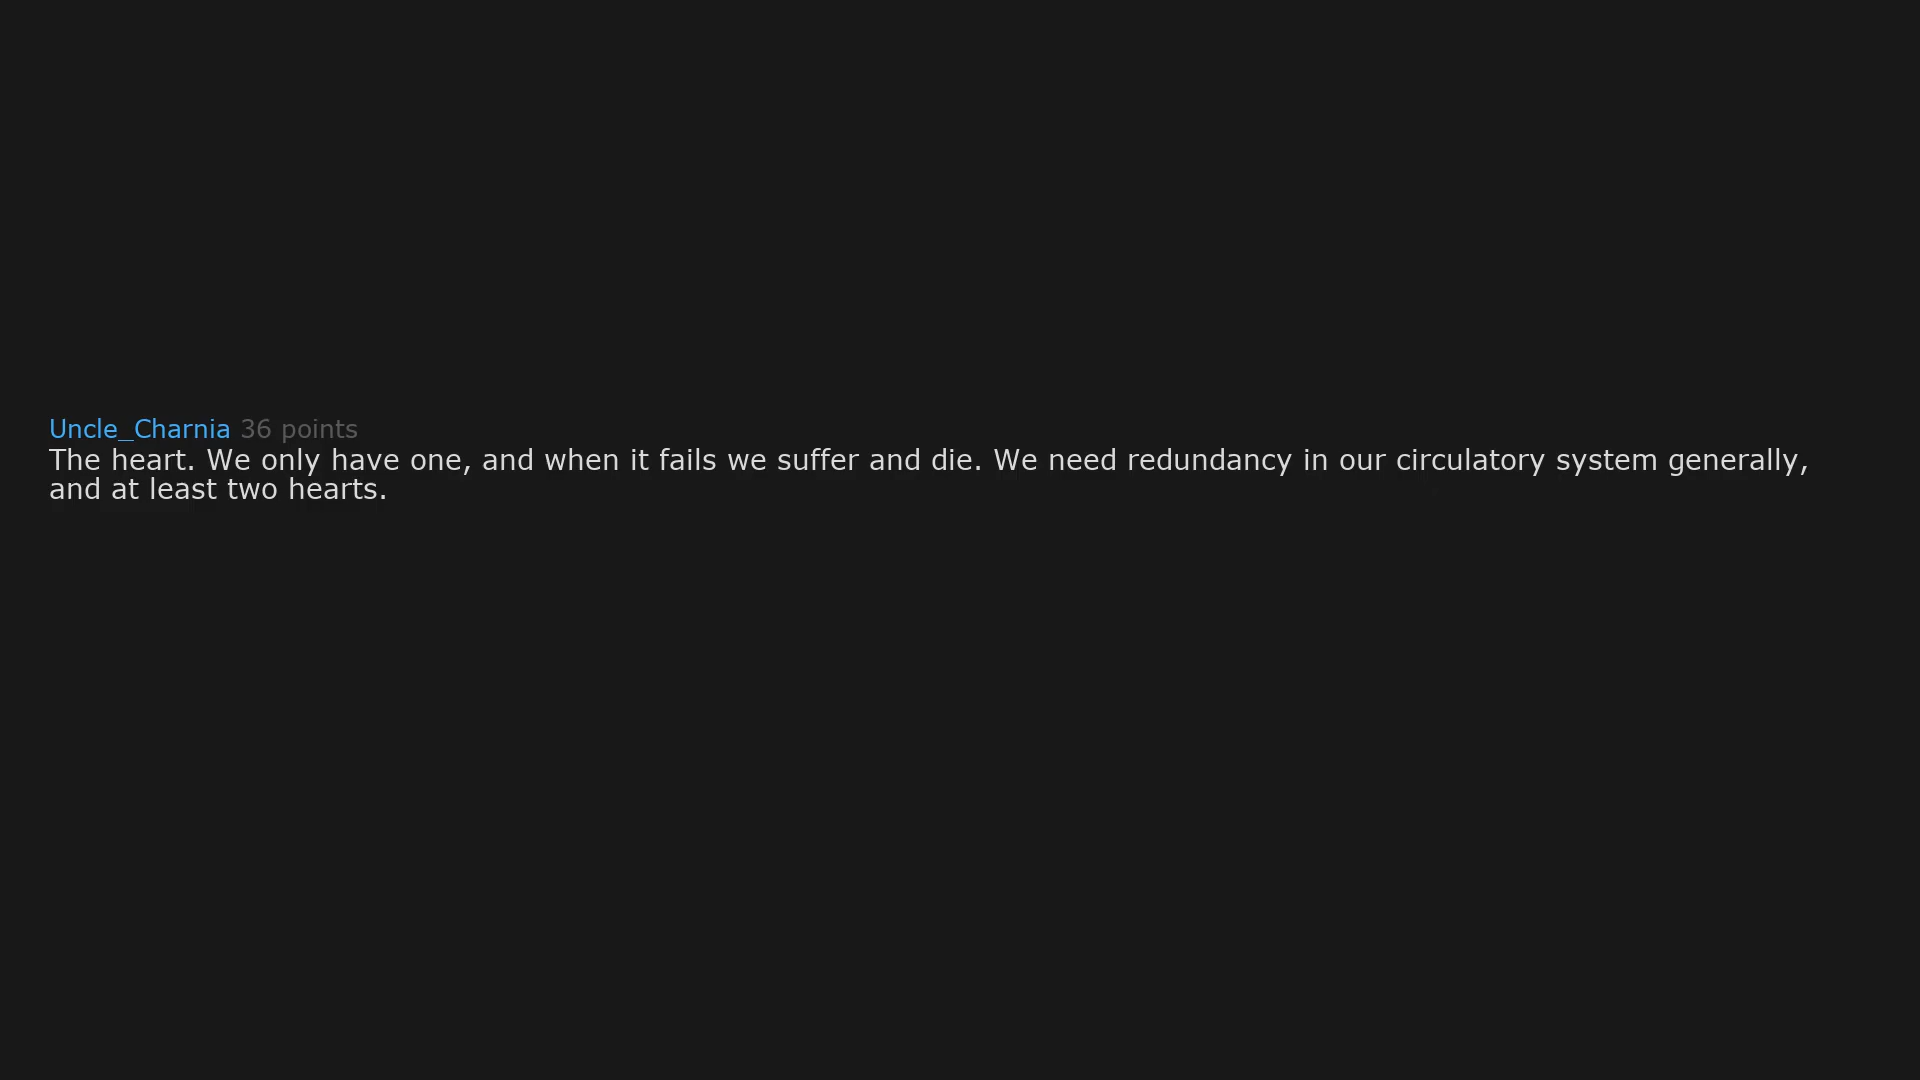 Uncle_Charnia 36 points
The heart. We only have one, and when it fails we suffer and die. We need redundancy in our circulatory system generally,
and at least two hearts.